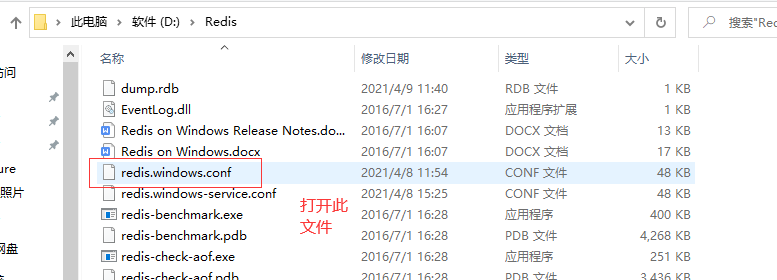 此电脑 › 软件 (D:) › Redis
搜索"Red
名称 修改日期 类型 大小
dump.rdb 2021/4/9 11:40 RDB 文件 1 KB
EventLog.dll 2016/7/1 16:27 应用程序扩展 1 KB
Redis on Windows Release Notes.do... 2016/7/1 16:07 DOCX 文档 13 KB
Redis on Windows.docx 2016/7/1 16:07 DOCX 文档 17 KB
redis.windows.conf 2021/4/8 11:54 CONF 文件 48 KB
redis.windows-service.conf 2021/4/8 15:25 CONF 文件 48 KB
redis-benchmark.exe 2016/7/1 16:28 应用程序 400 KB
redis-benchmark.pdb 2016/7/1 16:28 PDB 文件 4,268 KB
redis-check-aof.exe 2016/7/1 16:28 应用程序 251 KB
redis-check-aof.pdb 2016/7/1 16:28 PDB 文件 3,436 KB
打开此
文件
访问
ure
照片
网盘